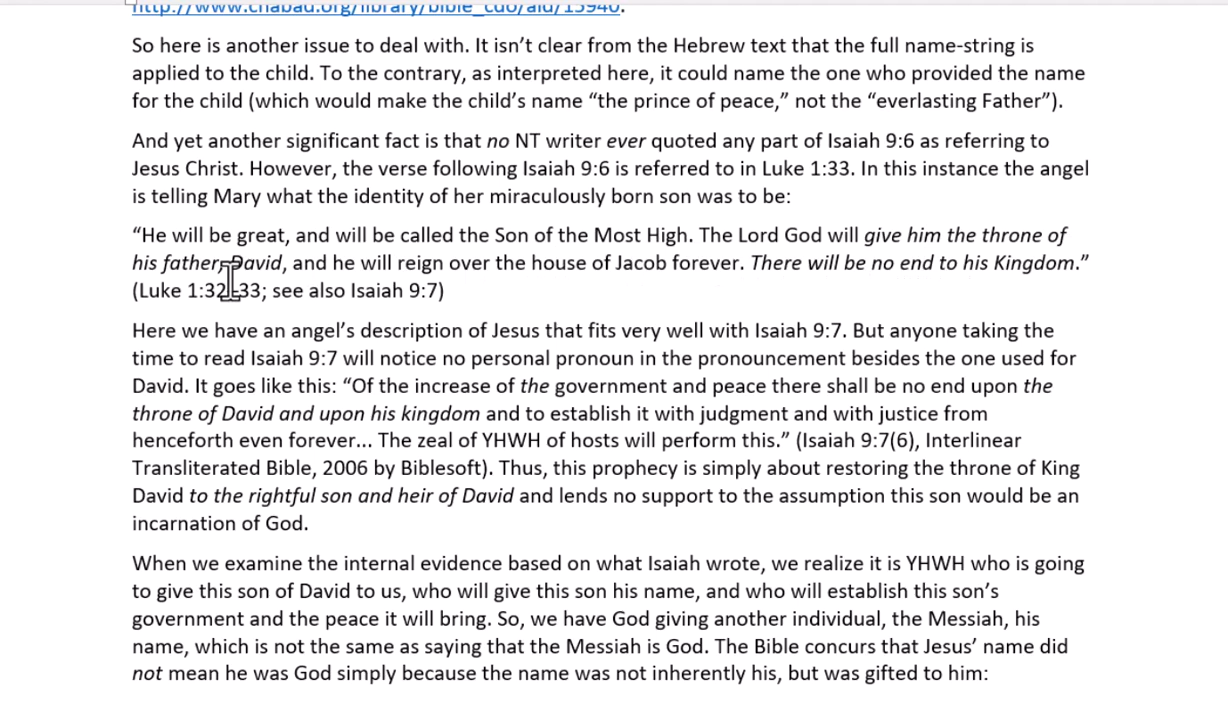 http://www.chabad.org/library/bible_cdo/aid/15940.
So here is another issue to deal with. It isn’t clear from the Hebrew text that the full name-string is
applied to the child. To the contrary, as interpreted here, it could name the one who provided the name
for the child (which would make the child’s name “the prince of peace,” not the “everlasting Father”).
And yet another significant fact is that no NT writer ever quoted any part of Isaiah 9:6 as referring to
Jesus Christ. However, the verse following Isaiah 9:6 is referred to in Luke 1:33. In this instance the angel
is telling Mary what the identity of her miraculously born son was to be:
“He will be great, and will be called the Son of the Most High. The Lord God will give him the throne of
his father, David, and he will reign over the house of Jacob forever. There will be no end to his Kingdom.”
(Luke 1:32-33; see also Isaiah 9:7)
Here we have an angel’s description of Jesus that fits very well with Isaiah 9:7. But anyone taking the
time to read Isaiah 9:7 will notice no personal pronoun in the pronouncement besides the one used for
David. It goes like this: “Of the increase of the government and peace there shall be no end upon the
throne of David and upon his kingdom and to establish it with judgment and with justice from
henceforth even forever... The zeal of YHWH of hosts will perform this.” (Isaiah 9:7(6), Interlinear
Transliterated Bible, 2006 by Biblesoft). Thus, this prophecy is simply about restoring the throne of King
David to the rightful son and heir of David and lends no support to the assumption this son would be an
incarnation of God.
When we examine the internal evidence based on what Isaiah wrote, we realize it is YHWH who is going
to give this son of David to us, who will give this son his name, and who will establish this son’s
government and the peace it will bring. So, we have God giving another individual, the Messiah, his
name, which is not the same as saying that the Messiah is God. The Bible concurs that Jesus’ name did
not mean he was God simply because the name was not inherently his, but was gifted to him: